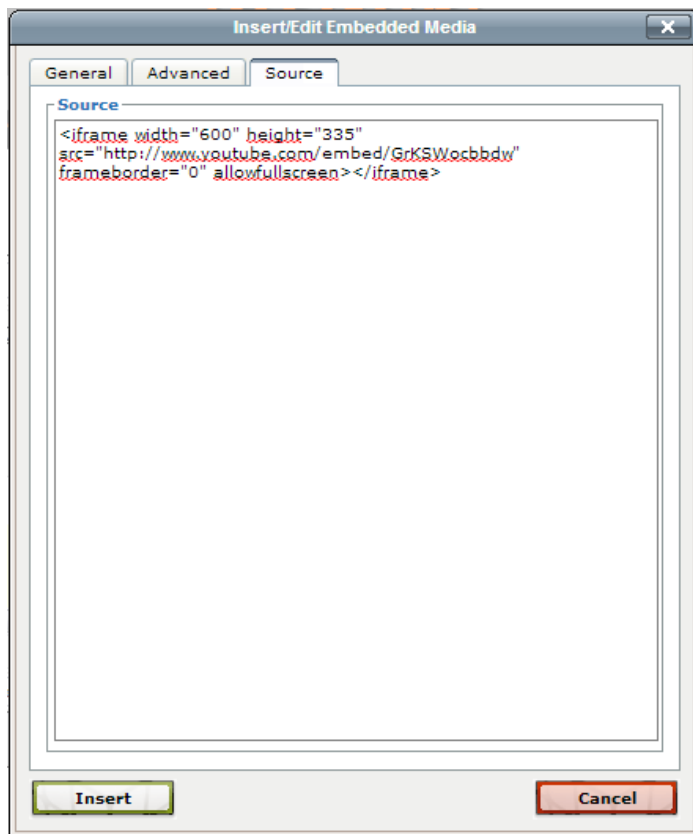 Insert/Edit Embedded Media
General Advanced Source
Source
<iframe width="600" height="335"
src="http://www.youtube.com/embed/GrKSWocbbdw"
frameborder="0" allowfullscreen></iframe>
Insert Cancel